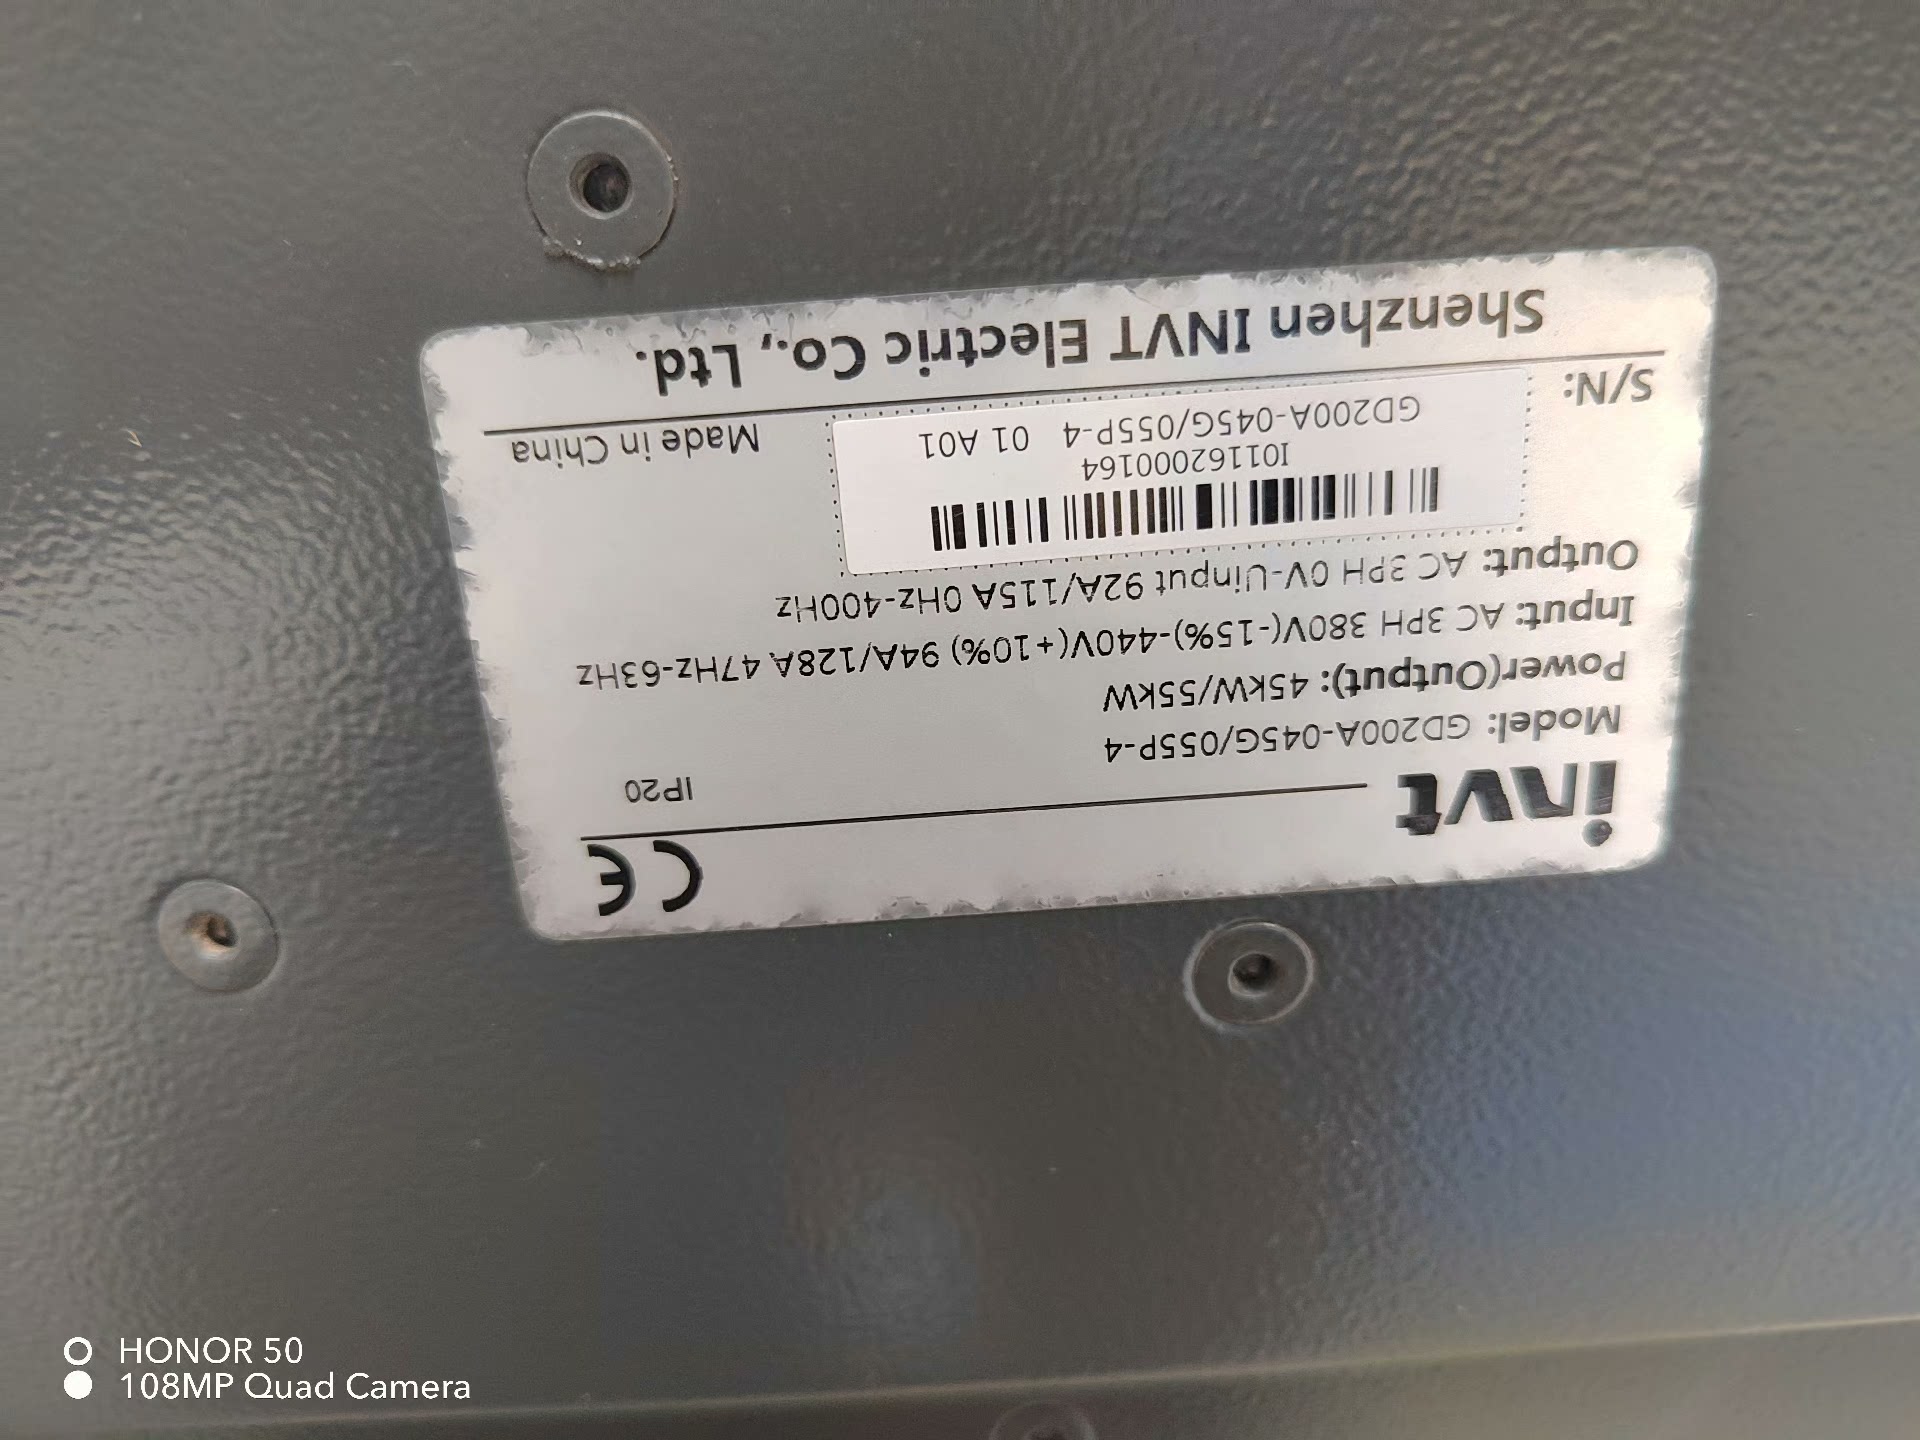 CE
invt
IP20
Model: GD200A-045G/055P-4
Power(Output): 45kW/55kW
Input: AC 3PH 380V(-15%)-440V(+10%) 94A/128A 47Hz-63Hz
Output: AC 3PH 0V-Uinput 92A/115A 0Hz-400Hz
I01162000164
GD200A-045G/055P-4 01 A01
S/N:
Made in China
Shenzhen INVT Electric Co., Ltd.
HONOR 50
108MP Quad Camera